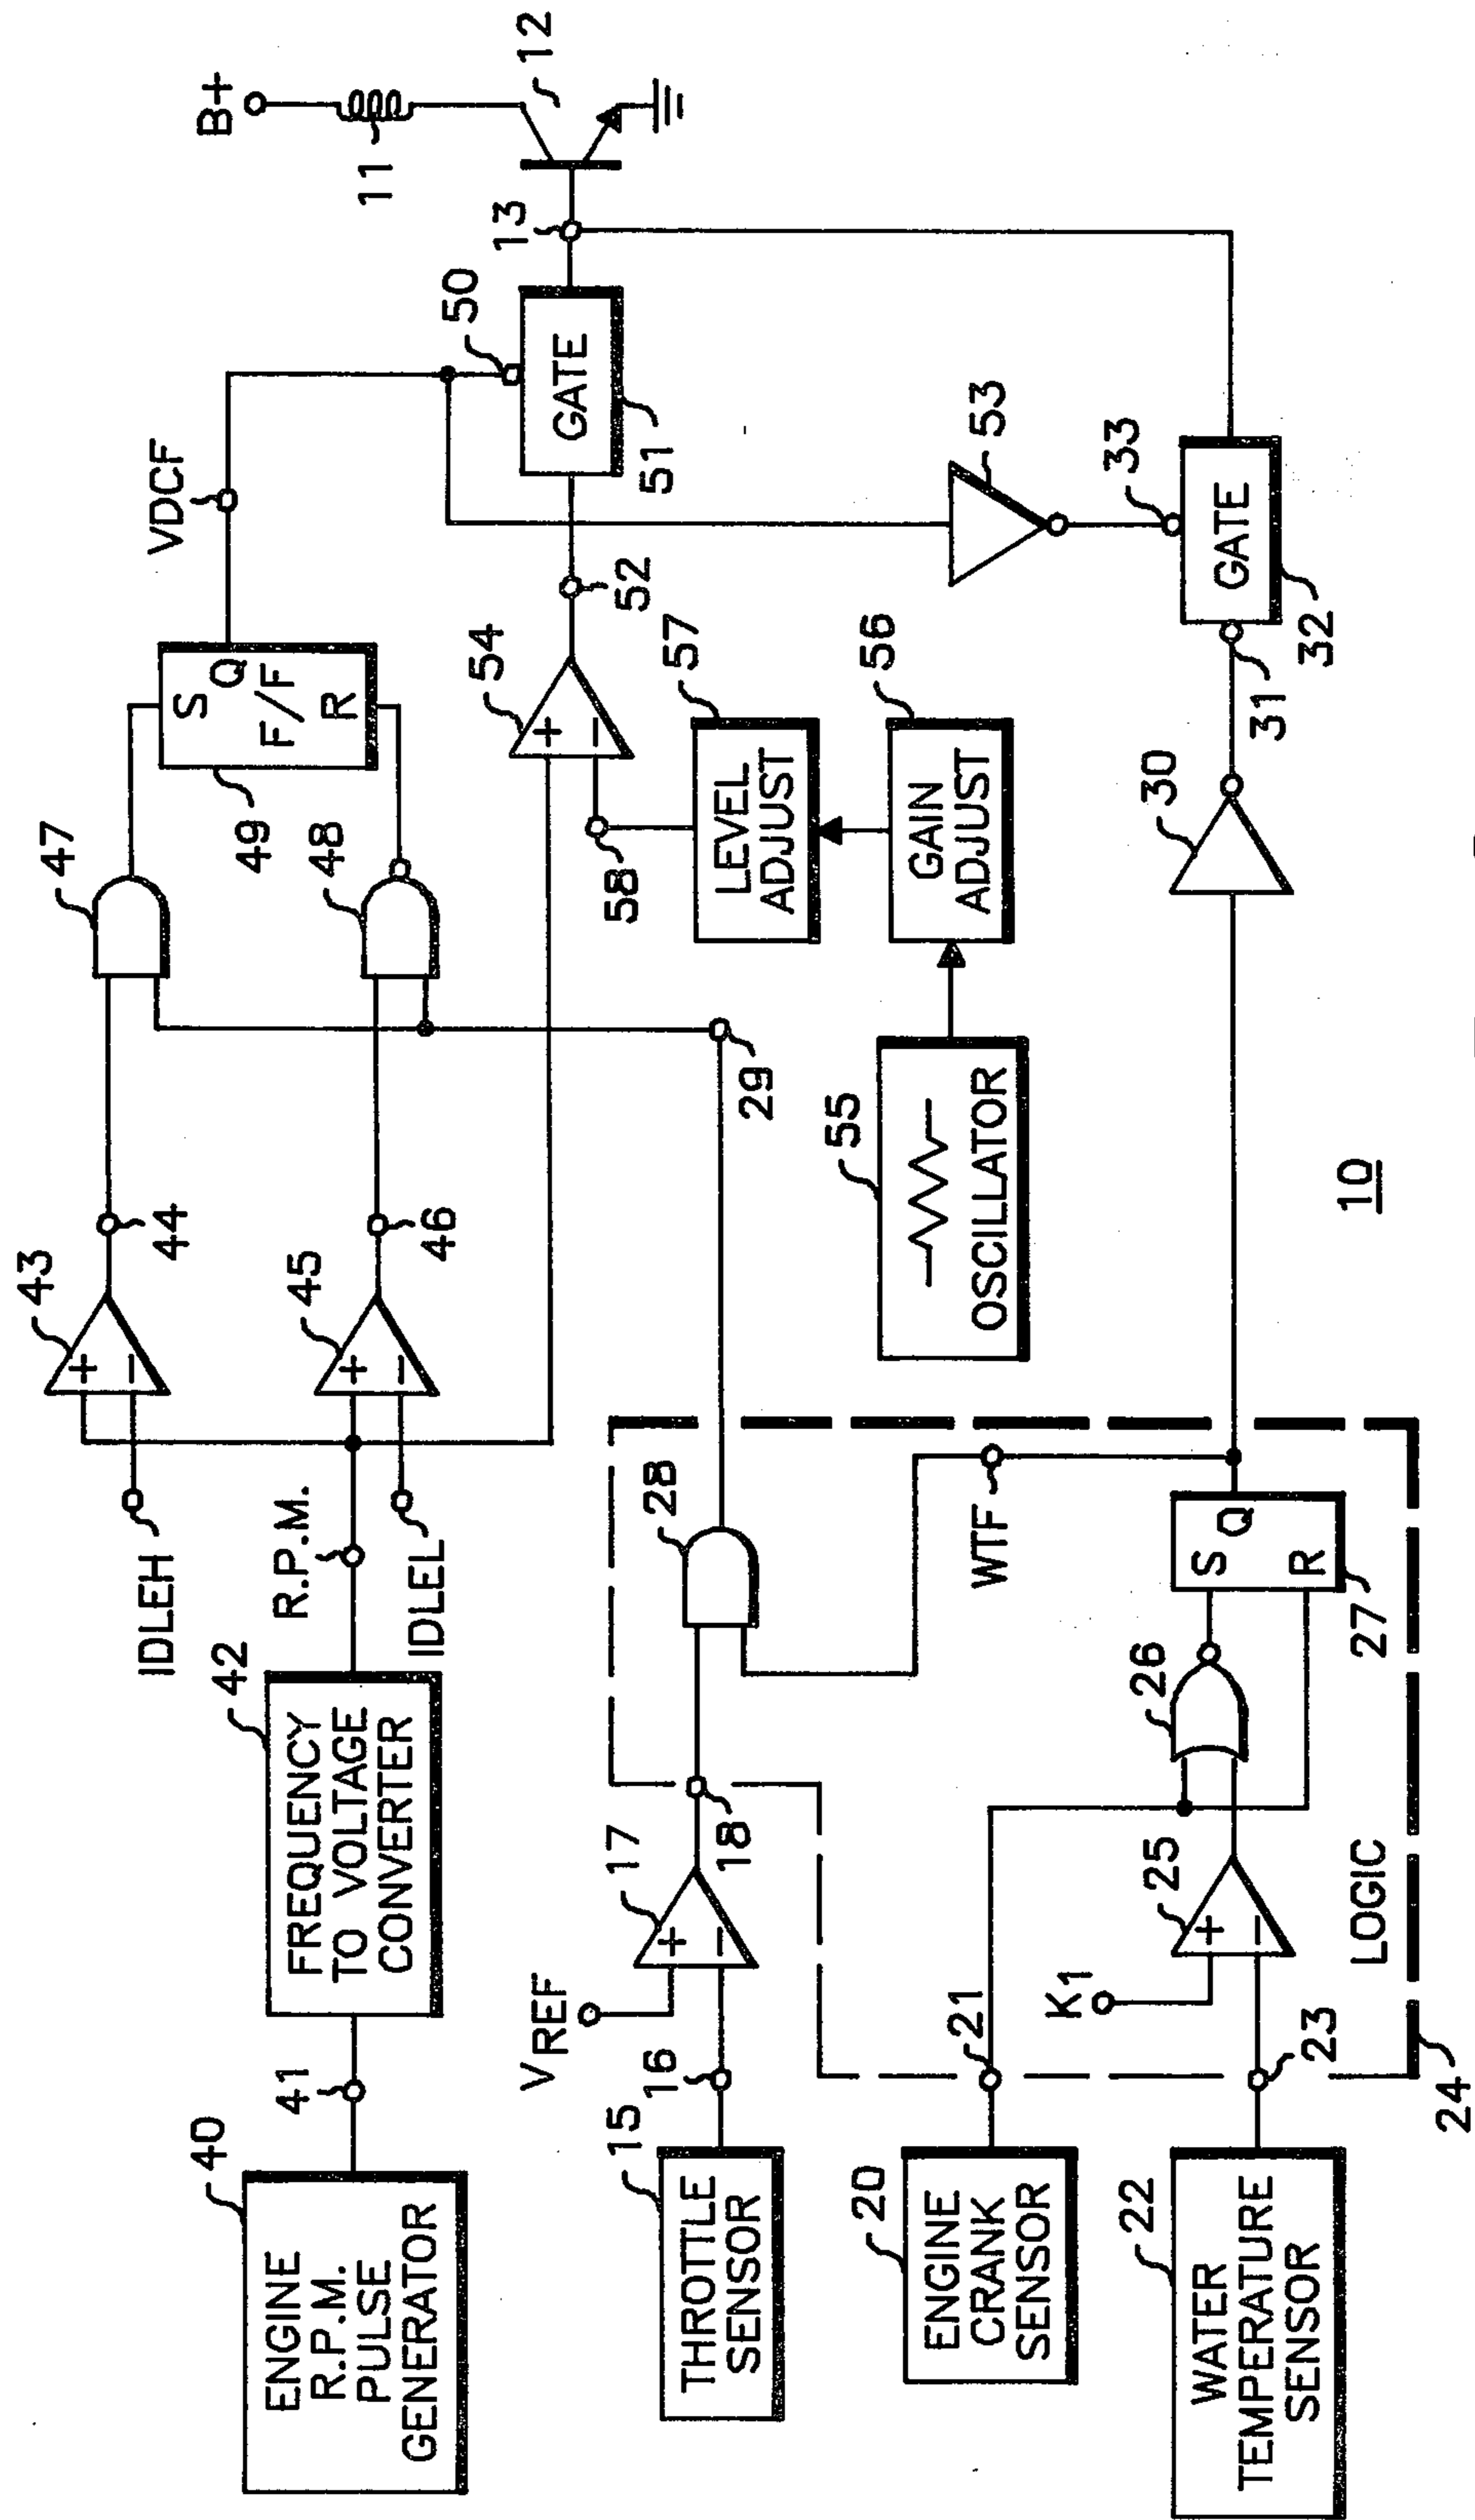 ENGINE
R.P.M.
PULSE
GENERATOR
40
41
FREQUENCY
TO VOLTAGE
CONVERTER
42
R.P.M.
IDLEH
IDLEL
+
−
43
44
+
−
45
46
47
48
S
Q
F/F
R
49
VDCF
50
GATE
51
13
B+
11
12
52
+
−
54
58
LEVEL
ADJUST
57
GAIN
ADJUST
56
OSCILLATOR
55
53
33
GATE
32
31
30
29
THROTTLE
SENSOR
15
16
VREF
+
−
17
18
28
WTF
ENGINE
CRANK
SENSOR
20
21
WATER
TEMPERATURE
SENSOR
22
23
K1
+
−
25
26
S
Q
R
27
LOGIC
24
10